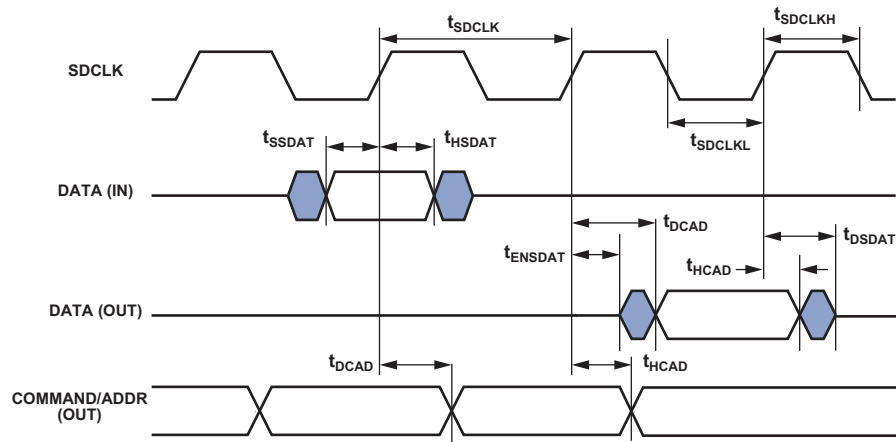 tSDCLK
tSDCLKH
SDCLK
tSSDAT
tHSDAT
tSDCLKL
DATA (IN)
tDCAD
tDSDAT
tENSDAT
tHCAD
DATA (OUT)
tDCAD
tHCAD
COMMAND/ADDR
(OUT)